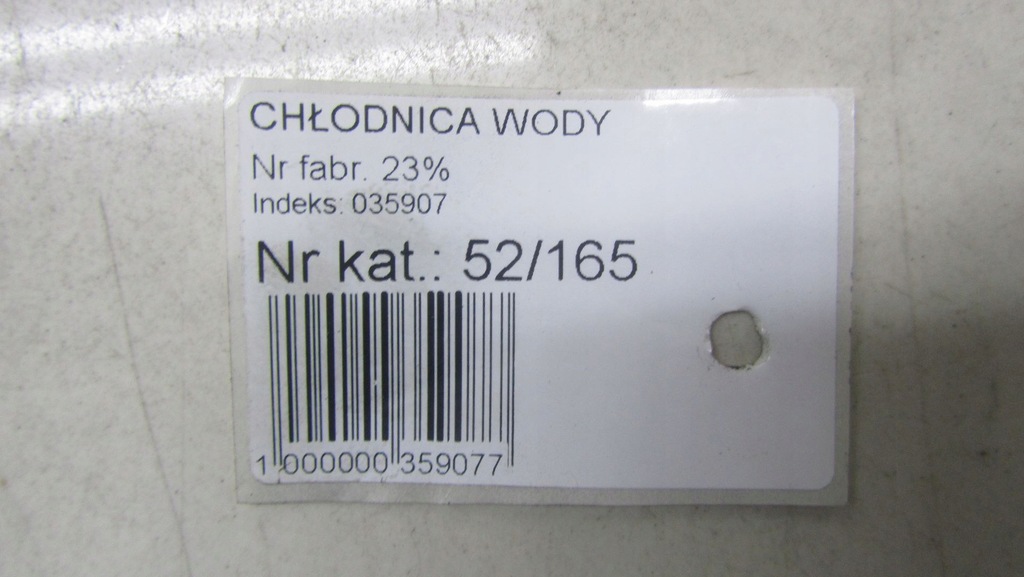 CHŁODNICA WODY
Nr fabr. 23%
Indeks: 035907
Nr kat.: 52/165
1 000000 359077